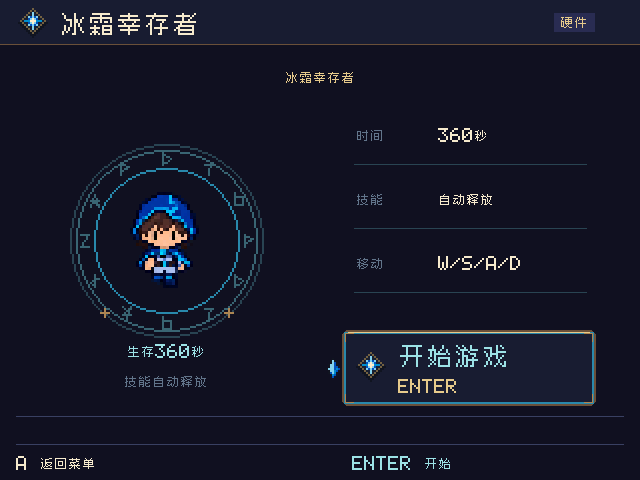 冰霜幸存者
硬件
冰霜幸存者
时间 360秒
技能 自动释放
移动 W/S/A/D
生存360秒
技能自动释放
开始游戏
ENTER
A 返回菜单
ENTER 开始